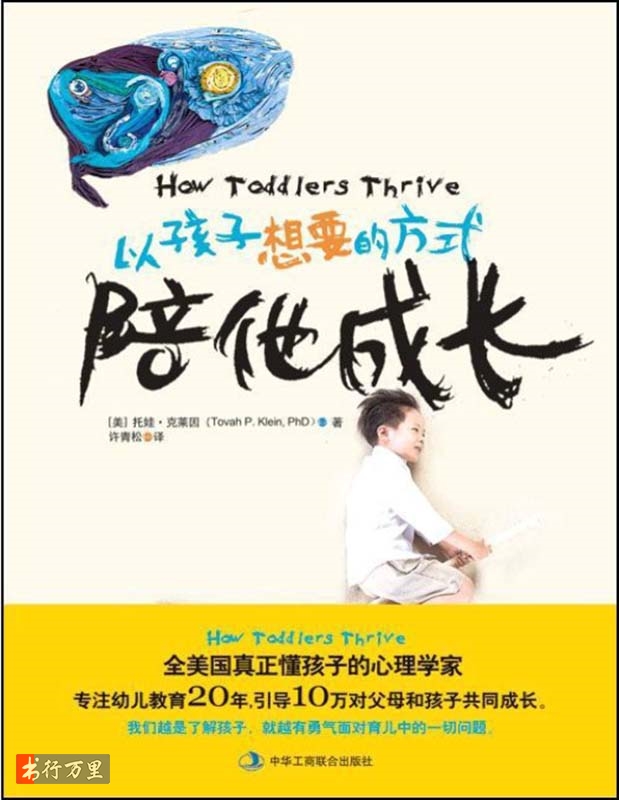 How Toddlers Thrive
以孩子想要的方式
陪他成长
[美] 托娃·克莱因 (Tovah P. Klein, PhD) 著
许青松 译
How Toddlers Thrive
全美国真正懂孩子的心理学家
专注幼儿教育20年,引导10万对父母和孩子共同成长。
我们越是了解孩子,就越有勇气面对育儿中的一切问题。
书行万里
中华工商联合出版社